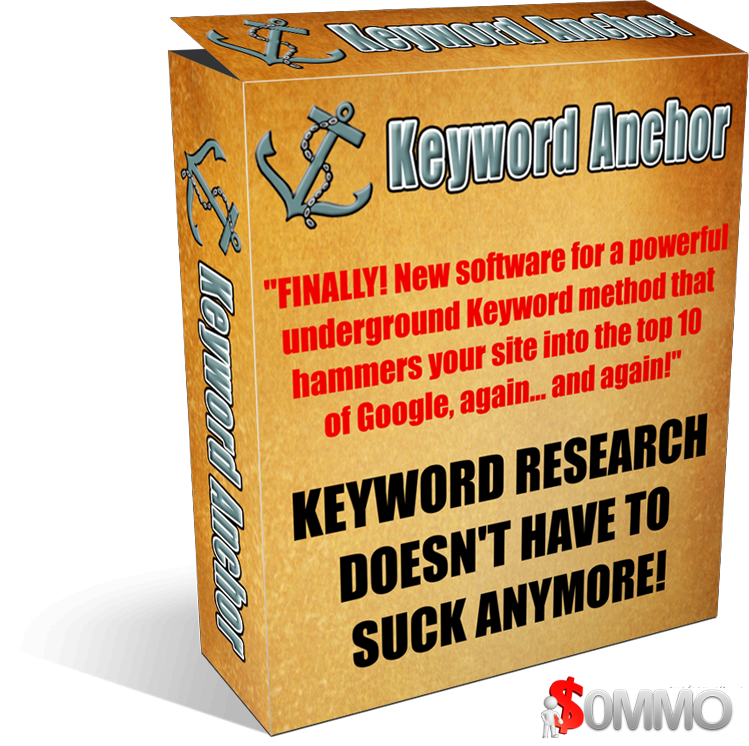 Keyword Anchor
Keyword Anchor
"FINALLY! New software for a powerful
underground Keyword method that
hammers your site into the top 10
of Google, again... and again!"
KEYWORD RESEARCH
DOESN'T HAVE TO
SUCK ANYMORE!
Keyword Anchor
$OMMO